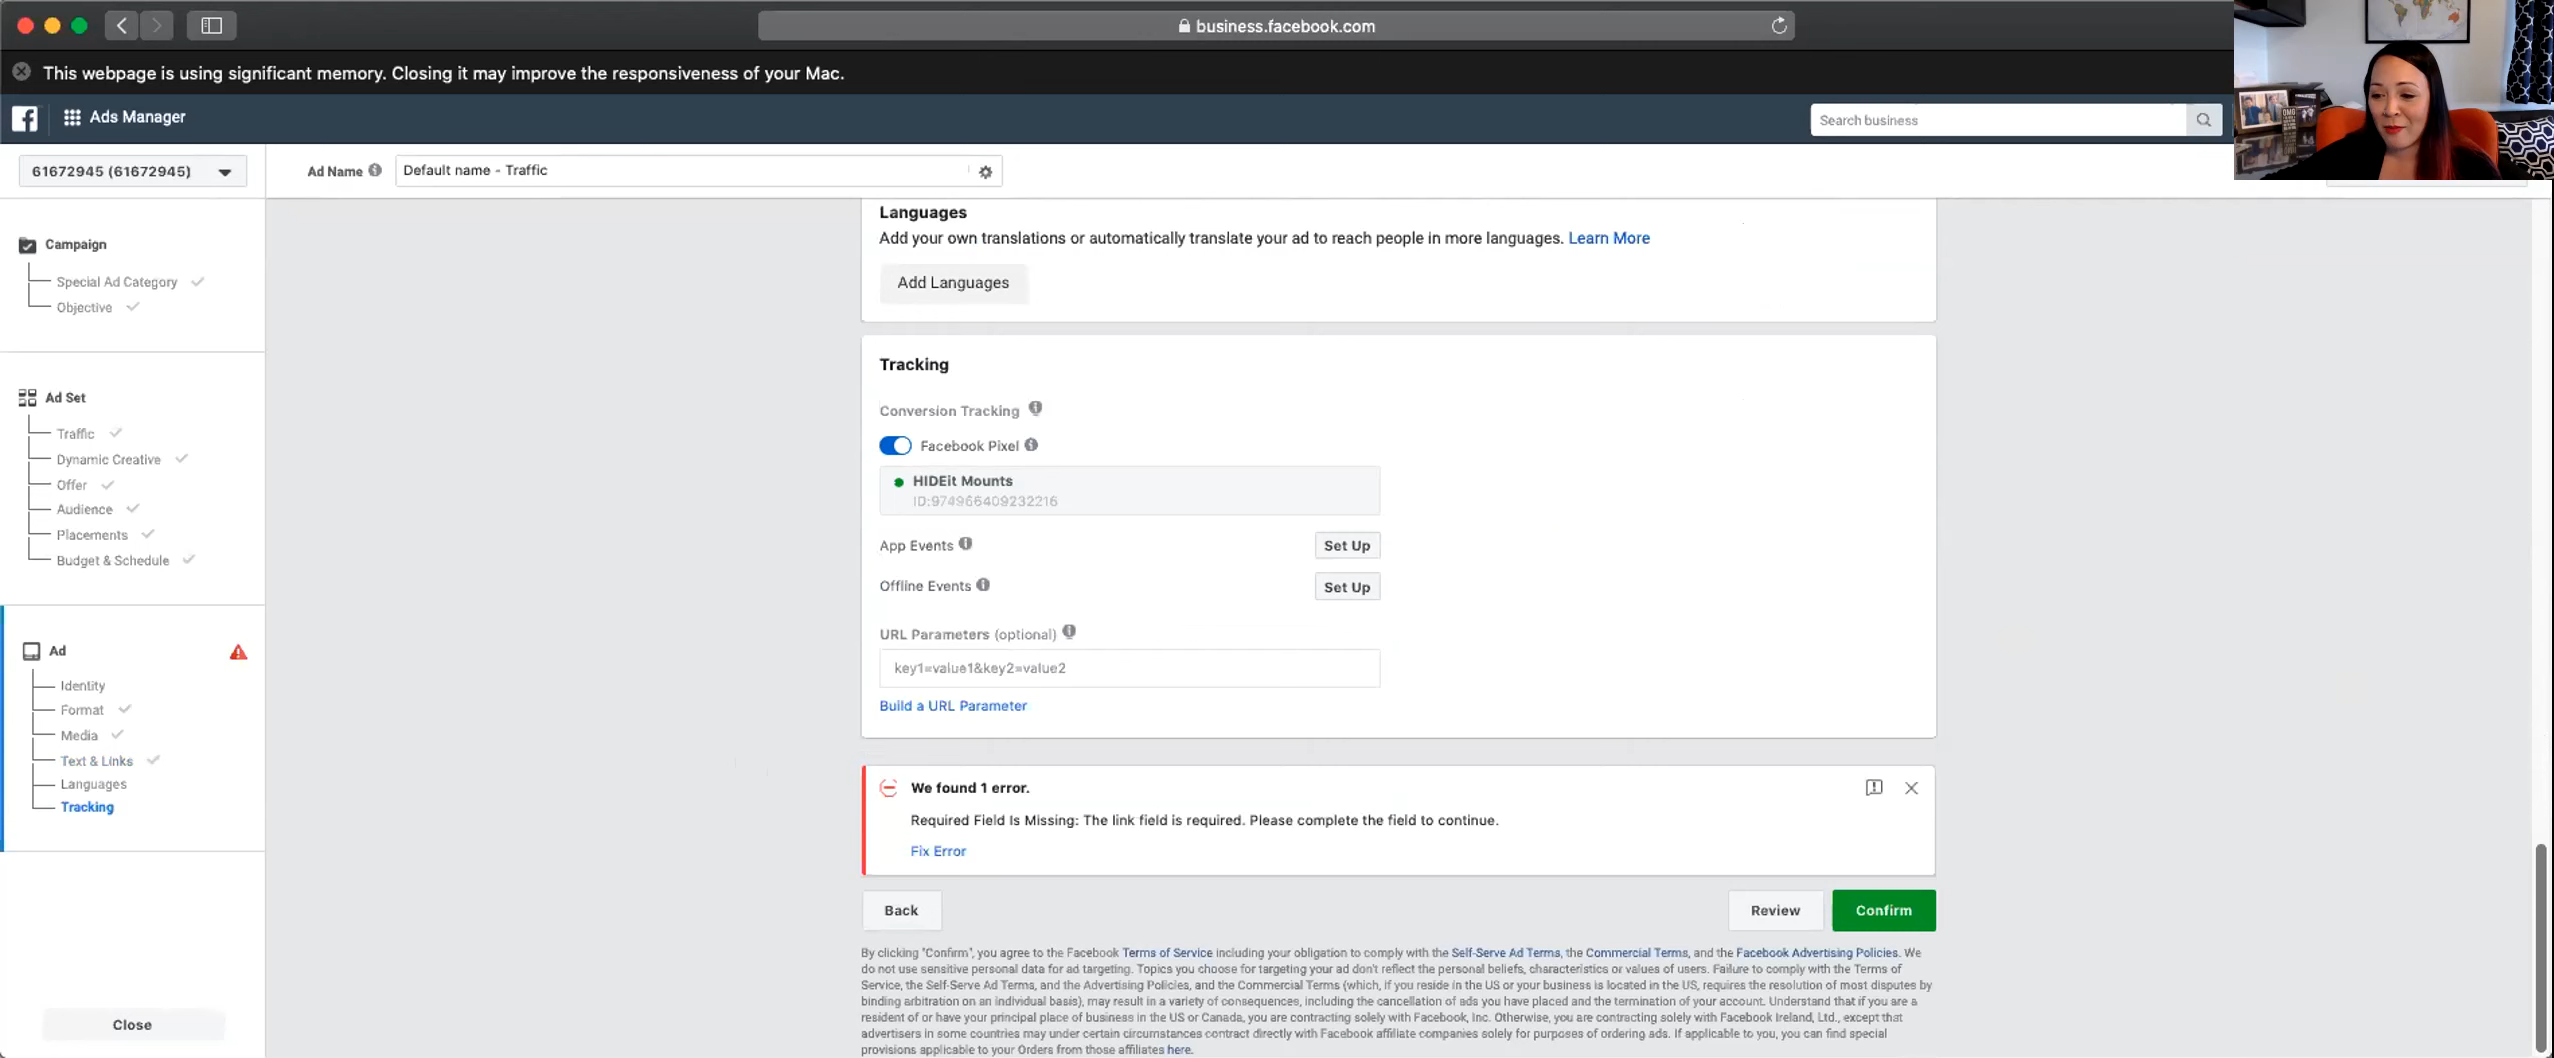 business.facebook.com
This webpage is using significant memory. Closing it may improve the responsiveness of your Mac.
Ads Manager
Search business
61672945 (61672945)
Ad Name
Default name - Traffic
Campaign
Special Ad Category
Objective
Ad Set
Traffic
Dynamic Creative
Offer
Audience
Placements
Budget & Schedule
Ad
Identity
Format
Media
Text & Links
Languages
Tracking
Close
Languages
Add your own translations or automatically translate your ad to reach people in more languages. Learn More
Add Languages
Tracking
Conversion Tracking
Facebook Pixel
HIDEit Mounts
ID:974966409232216
App Events
Set Up
Offline Events
Set Up
URL Parameters (optional)
key1=value1&key2=value2
Build a URL Parameter
We found 1 error.
Required Field Is Missing: The link field is required. Please complete the field to continue.
Fix Error
Back
Review
Confirm
By clicking "Confirm", you agree to the Facebook Terms of Service including your obligation to comply with the Self-Serve Ad Terms, the Commercial Terms, and the Facebook Advertising Policies. We
do not use sensitive personal data for ad targeting. Topics you choose for targeting your ad don't reflect the personal beliefs, characteristics or values of users. Failure to comply with the Terms of
Service, the Self-Serve Ad Terms, and the Advertising Policies, and the Commercial Terms (which, if you reside in the US or your business is located in the US, requires the resolution of most disputes by
binding arbitration on an individual basis), may result in a variety of consequences, including the cancellation of ads you have placed and the termination of your account. Understand that if you are a
resident of or have your principal place of business in the US or Canada, you are contracting solely with Facebook, Inc. Otherwise, you are contracting solely with Facebook Ireland, Ltd., except that
advertisers in some countries may under certain circumstances contract directly with Facebook affiliate companies solely for purposes of ordering ads. If applicable to you, you can find special
provisions applicable to your Orders from those affiliates here.